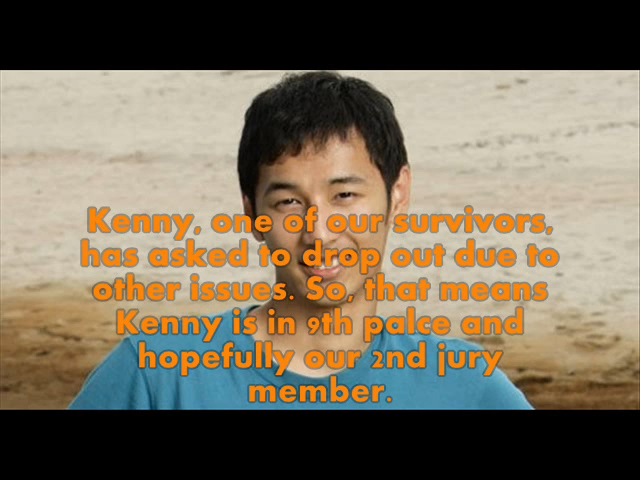 Kenny, one of our survivors,
has asked to drop out due to
other issues. So, that means
Kenny is in 9th palce and
hopefully our 2nd jury
member.